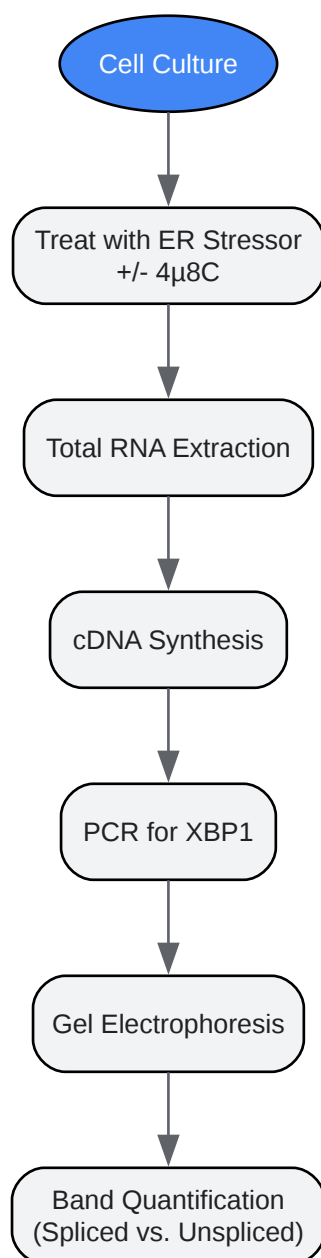 Cell Culture
Treat with ER Stressor
+/- 4µ8C
Total RNA Extraction
cDNA Synthesis
PCR for XBP1
Gel Electrophoresis
Band Quantification
(Spliced vs. Unspliced)